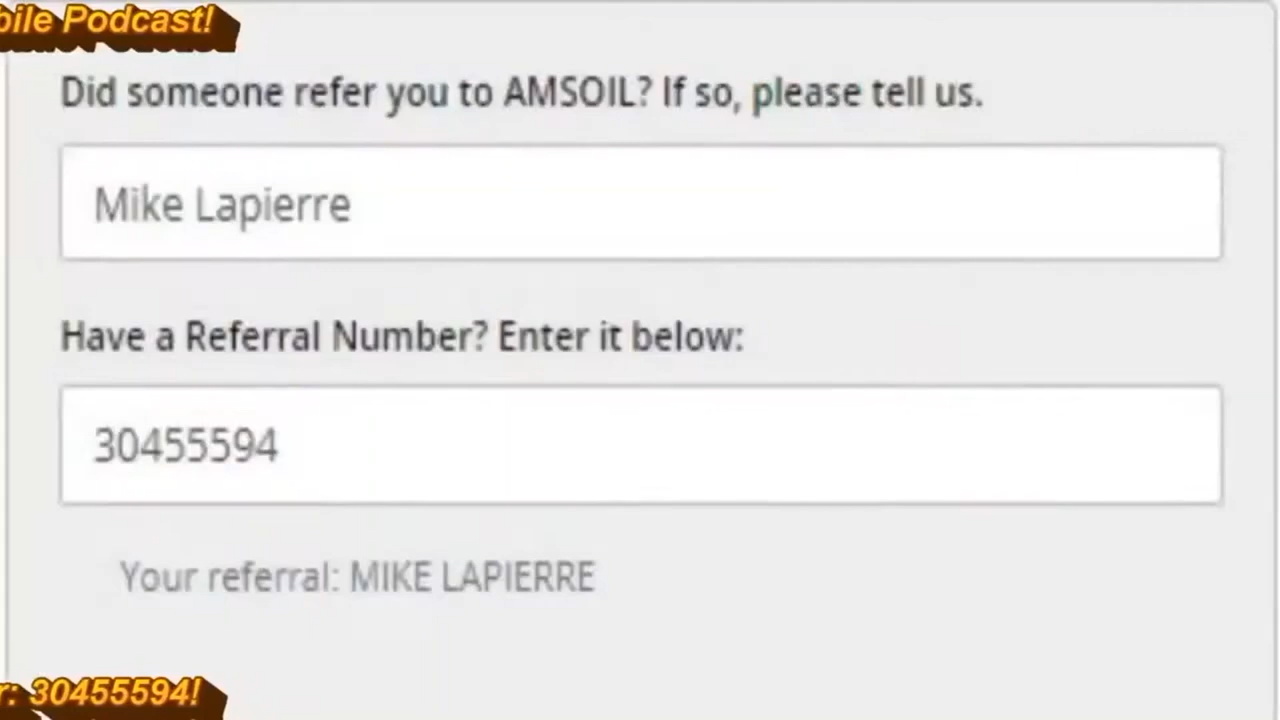 Podcast!
Did someone refer you to AMSOIL? If so, please tell us.
Mike Lapierre
Have a Referral Number? Enter it below:
30455594
Your referral: MIKE LAPIERRE
30455594!